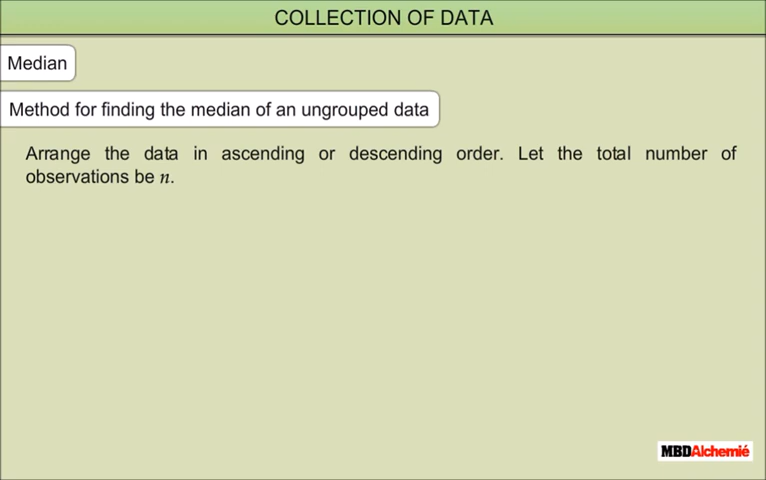 COLLECTION OF DATA
Median
Method for finding the median of an ungrouped data
Arrange the data in ascending or descending order. Let the total number of
observations be n.
MBDAlchemié